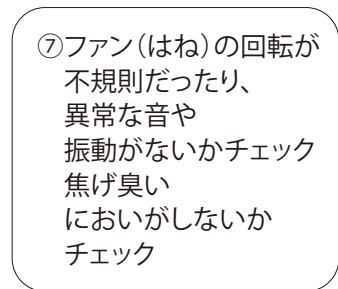 ⑦ファン(はね)の回転が
不規則だったり、
異常な音や
振動がないかチェック
焦げ臭い
においがしないか
チェック